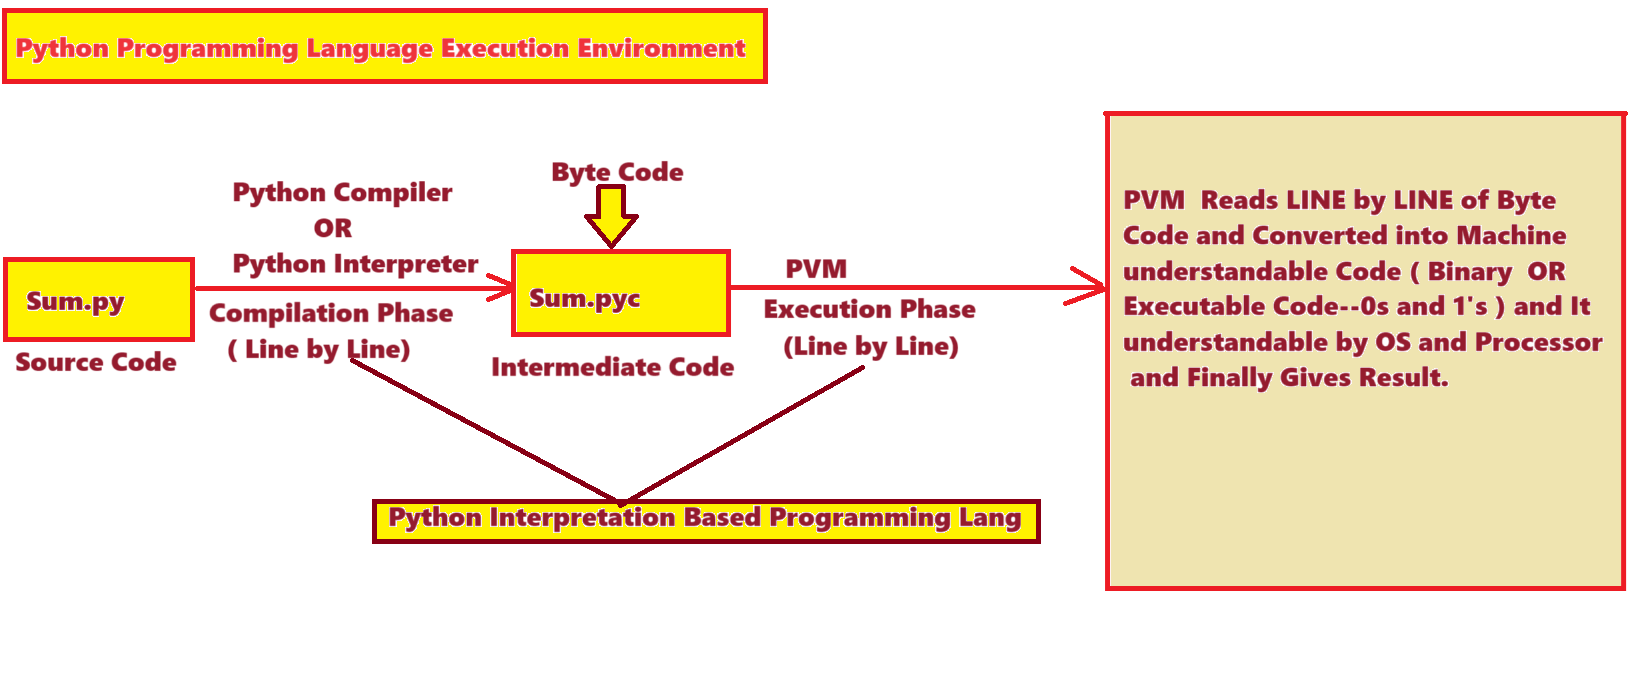 Python Programming Language Execution Environment
Byte Code
Python Compiler
OR
Python Interpreter
Sum.py
Compilation Phase
( Line by Line)
Source Code
Sum.pyc
Intermediate Code
PVM
Execution Phase
(Line by Line)
PVM  Reads LINE by LINE of Byte
Code and Converted into Machine
understandable Code ( Binary  OR
Executable Code--0s and 1's ) and It
understandable by OS and Processor
and Finally Gives Result.
Python Interpretation Based Programming Lang